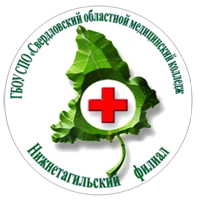 ГБОУ СПО «Свердловский областной медицинский колледж
Нижнетагильский филиал